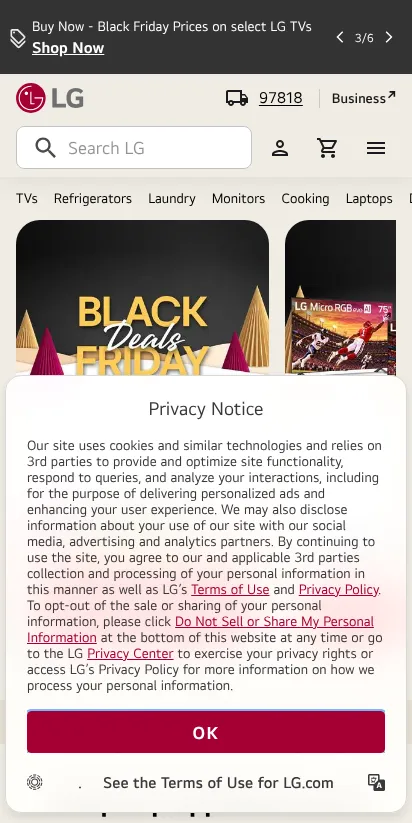 Buy Now - Black Friday Prices on select LG TVs
Shop Now
3/6
LG
97818
Business
Search LG
TVs
Refrigerators
Laundry
Monitors
Cooking
Laptops
BLACK
Deals
FRIDAY
LG Micro RGB evo AI 75"
Privacy Notice
Our site uses cookies and similar technologies and relies on
3rd parties to provide and optimize site functionality,
respond to queries, and analyze your interactions, including
for the purpose of delivering personalized ads and
enhancing your user experience. We may also disclose
information about your use of our site with our social
media, advertising and analytics partners. By continuing to
use the site, you agree to our and applicable 3rd parties
collection and processing of your personal information in
this manner as well as LG's Terms of Use and Privacy Policy.
To opt-out of the sale or sharing of your personal
information, please click Do Not Sell or Share My Personal
Information at the bottom of this website at any time or go
to the LG Privacy Center to exercise your privacy rights or
access LG's Privacy Policy for more information on how we
process your personal information.
OK
. See the Terms of Use for LG.com